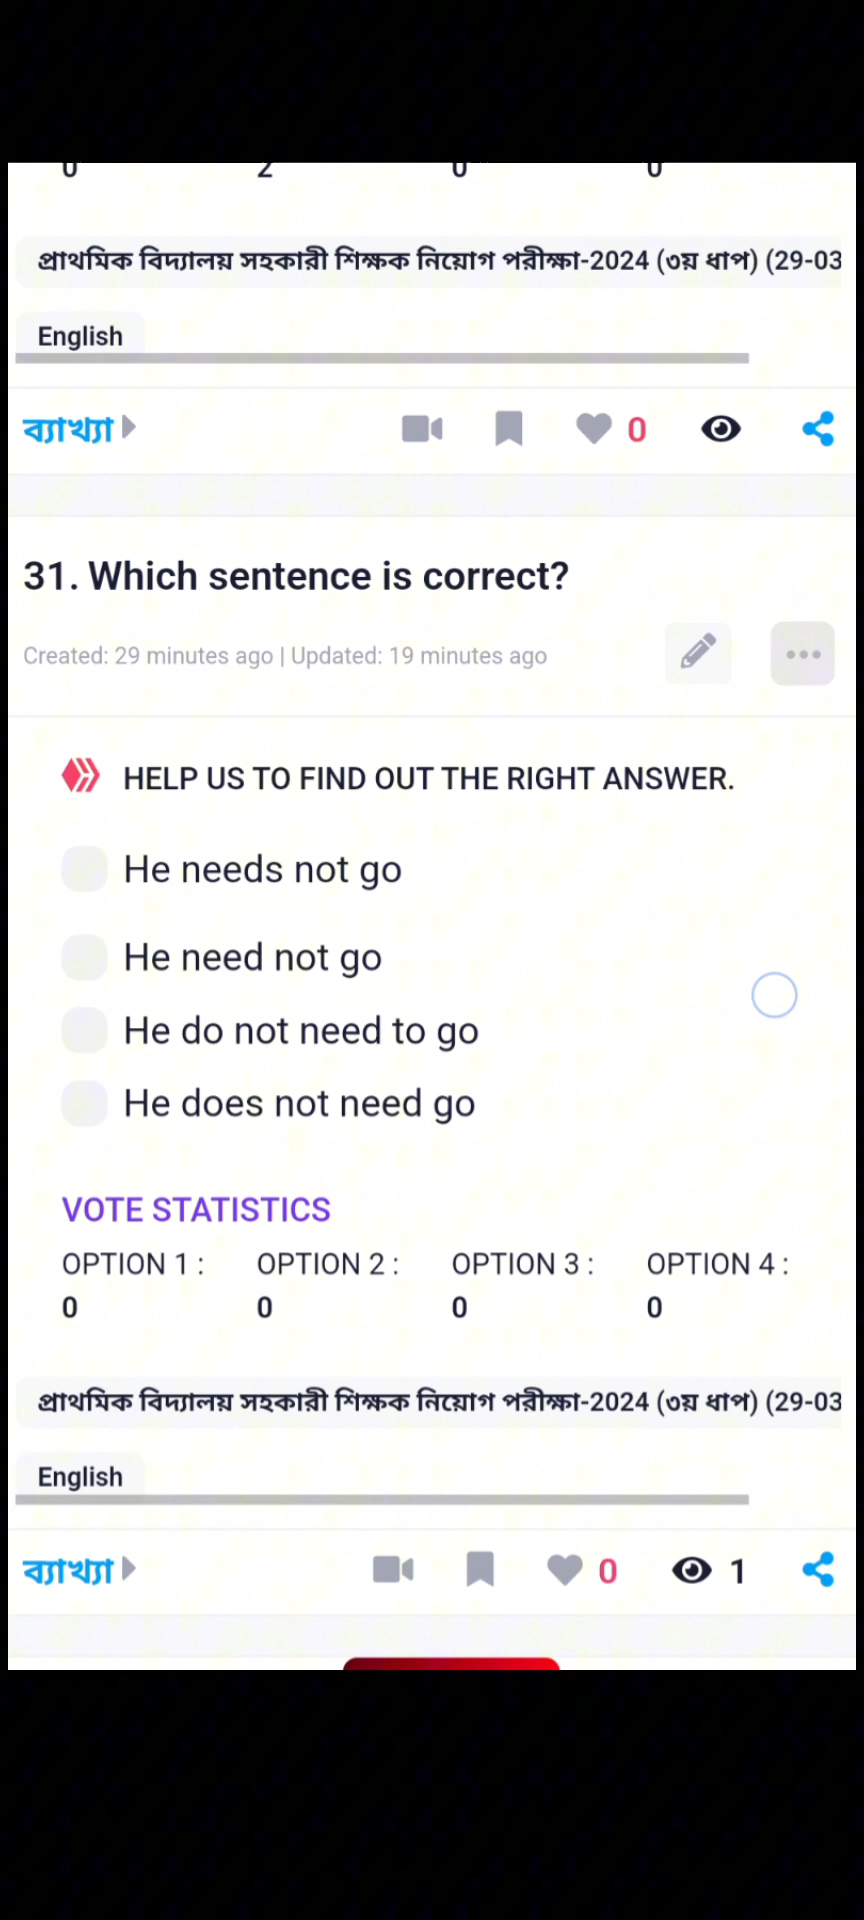 0 2 0 0
প্রাথমিক বিদ্যালয় সহকারী শিক্ষক নিয়োগ পরীক্ষা-2024 (৩য় ধাপ) (29-03
English
ব্যাখ্যা 0
31. Which sentence is correct?
Created: 29 minutes ago | Updated: 19 minutes ago
HELP US TO FIND OUT THE RIGHT ANSWER.
He needs not go
He need not go
He do not need to go
He does not need go
VOTE STATISTICS
OPTION 1 : OPTION 2 : OPTION 3 : OPTION 4 :
0 0 0 0
প্রাথমিক বিদ্যালয় সহকারী শিক্ষক নিয়োগ পরীক্ষা-2024 (৩য় ধাপ) (29-03
English
ব্যাখ্যা 0 1